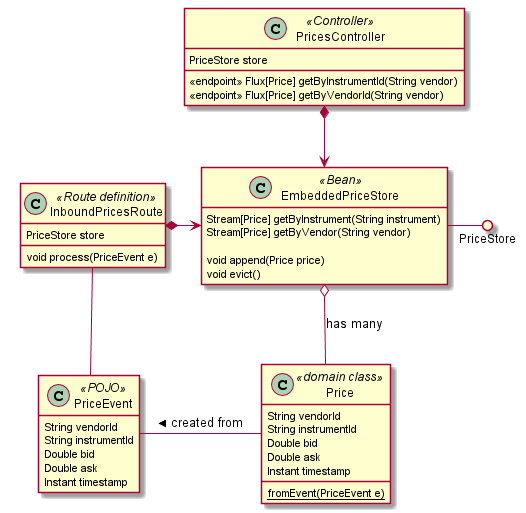 C
«Controller»
PricesController
PriceStore store
«endpoint» Flux[Price] getByInstrumentId(String vendor)
«endpoint» Flux[Price] getByVendorId(String vendor)
C
«Route definition»
InboundPricesRoute
PriceStore store
void process(PriceEvent e)
C
«Bean»
EmbeddedPriceStore
Stream[Price] getByInstrument(String instrument)
Stream[Price] getByVendor(String vendor)
void append(Price price)
void evict()
PriceStore
has many
C
«POJO»
PriceEvent
String vendorId
String instrumentId
Double bid
Double ask
Instant timestamp
◄ created from
C
«domain class»
Price
String vendorId
String instrumentId
Double bid
Double ask
Instant timestamp
fromEvent(PriceEvent e)